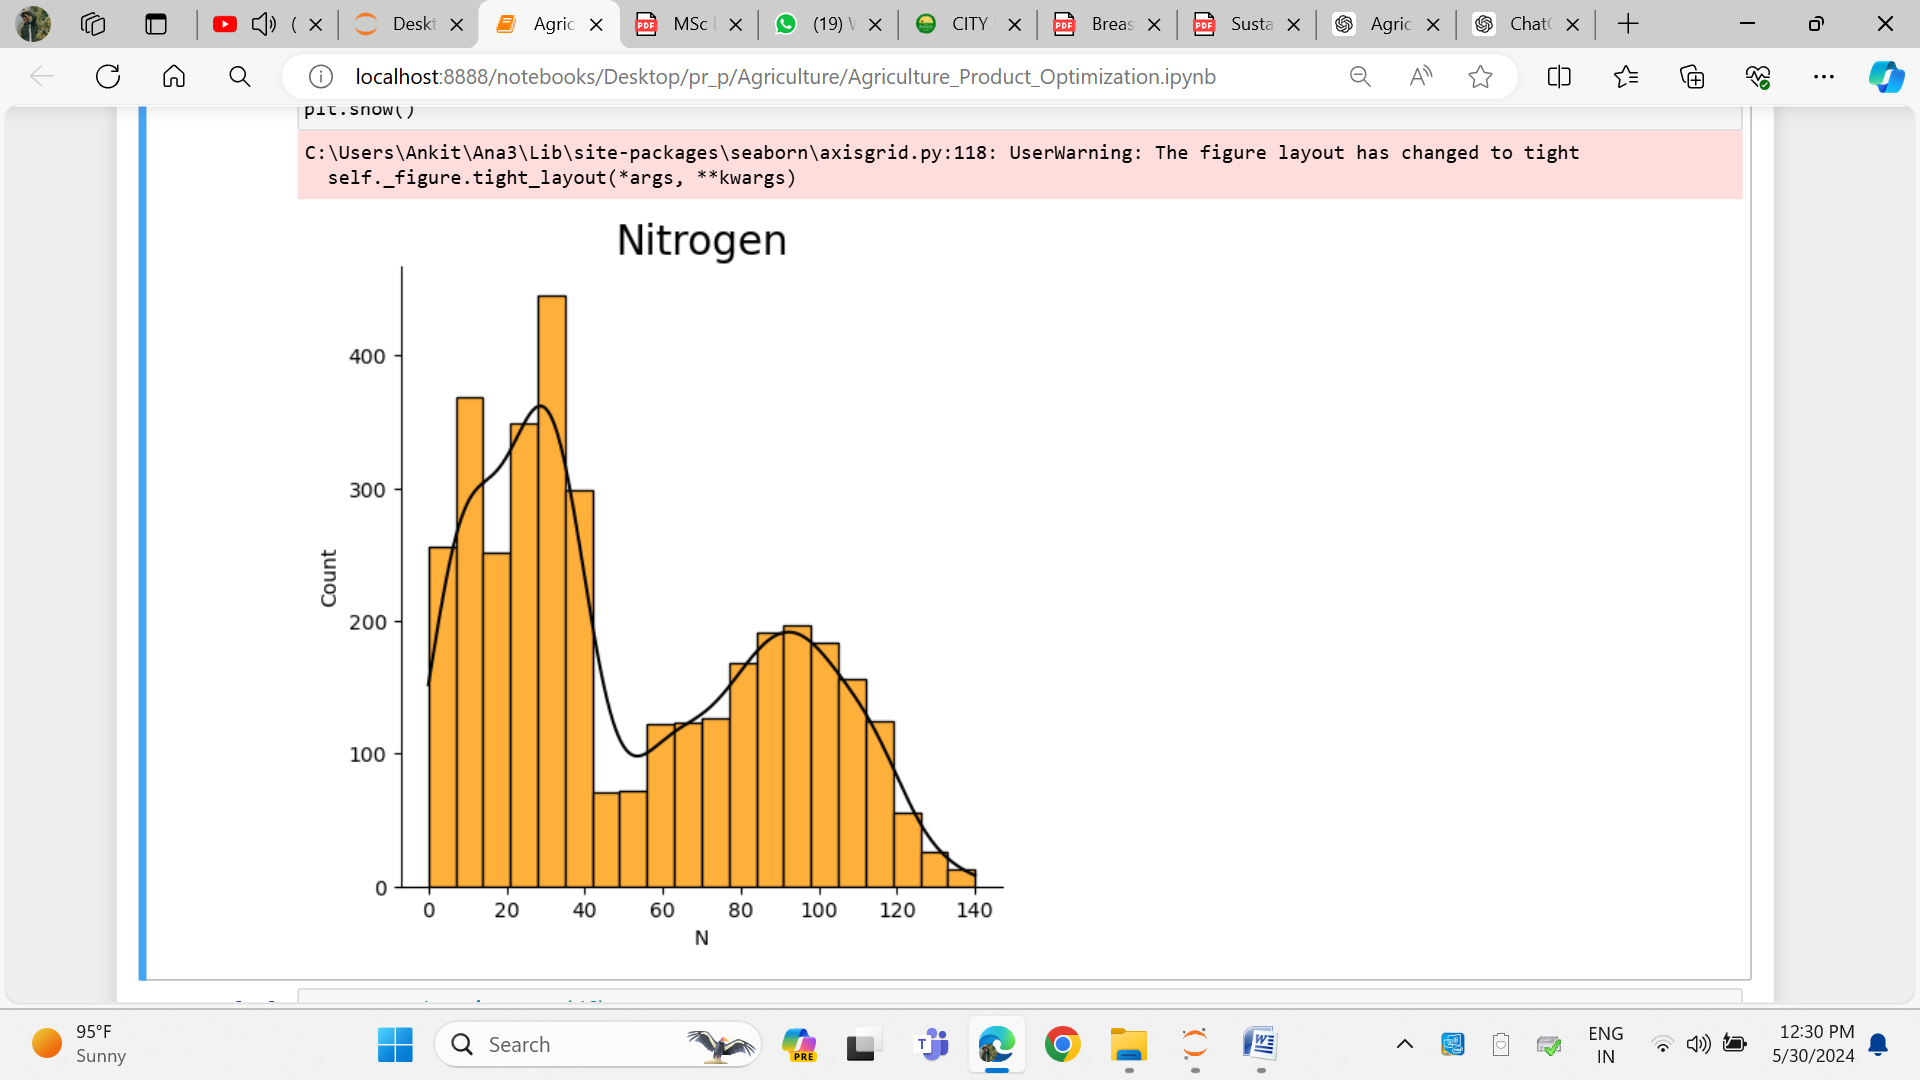 (
Deskt
Agric
MSc
(19)
CITY
Breas
Susta
Agric
Chat
localhost:8888/notebooks/Desktop/pr_p/Agriculture/Agriculture_Product_Optimization.ipynb
plt.show()
C:\Users\Ankit\Ana3\Lib\site-packages\seaborn\axisgrid.py:118: UserWarning: The figure layout has changed to tight
self._figure.tight_layout(*args, **kwargs)
Nitrogen
400
300
200
100
0
Count
0 20 40 60 80 100 120 140
N
95°F
Sunny
Search
PRE
ENG
IN
12:30 PM
5/30/2024